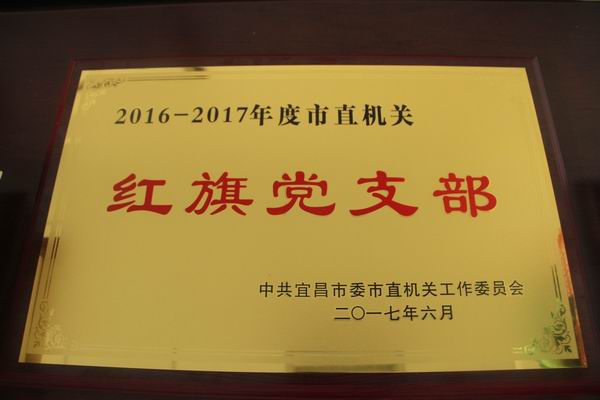 2016-2017年度市直机关
红旗党支部
中共宜昌市委市直机关工作委员会
二〇一七年六月